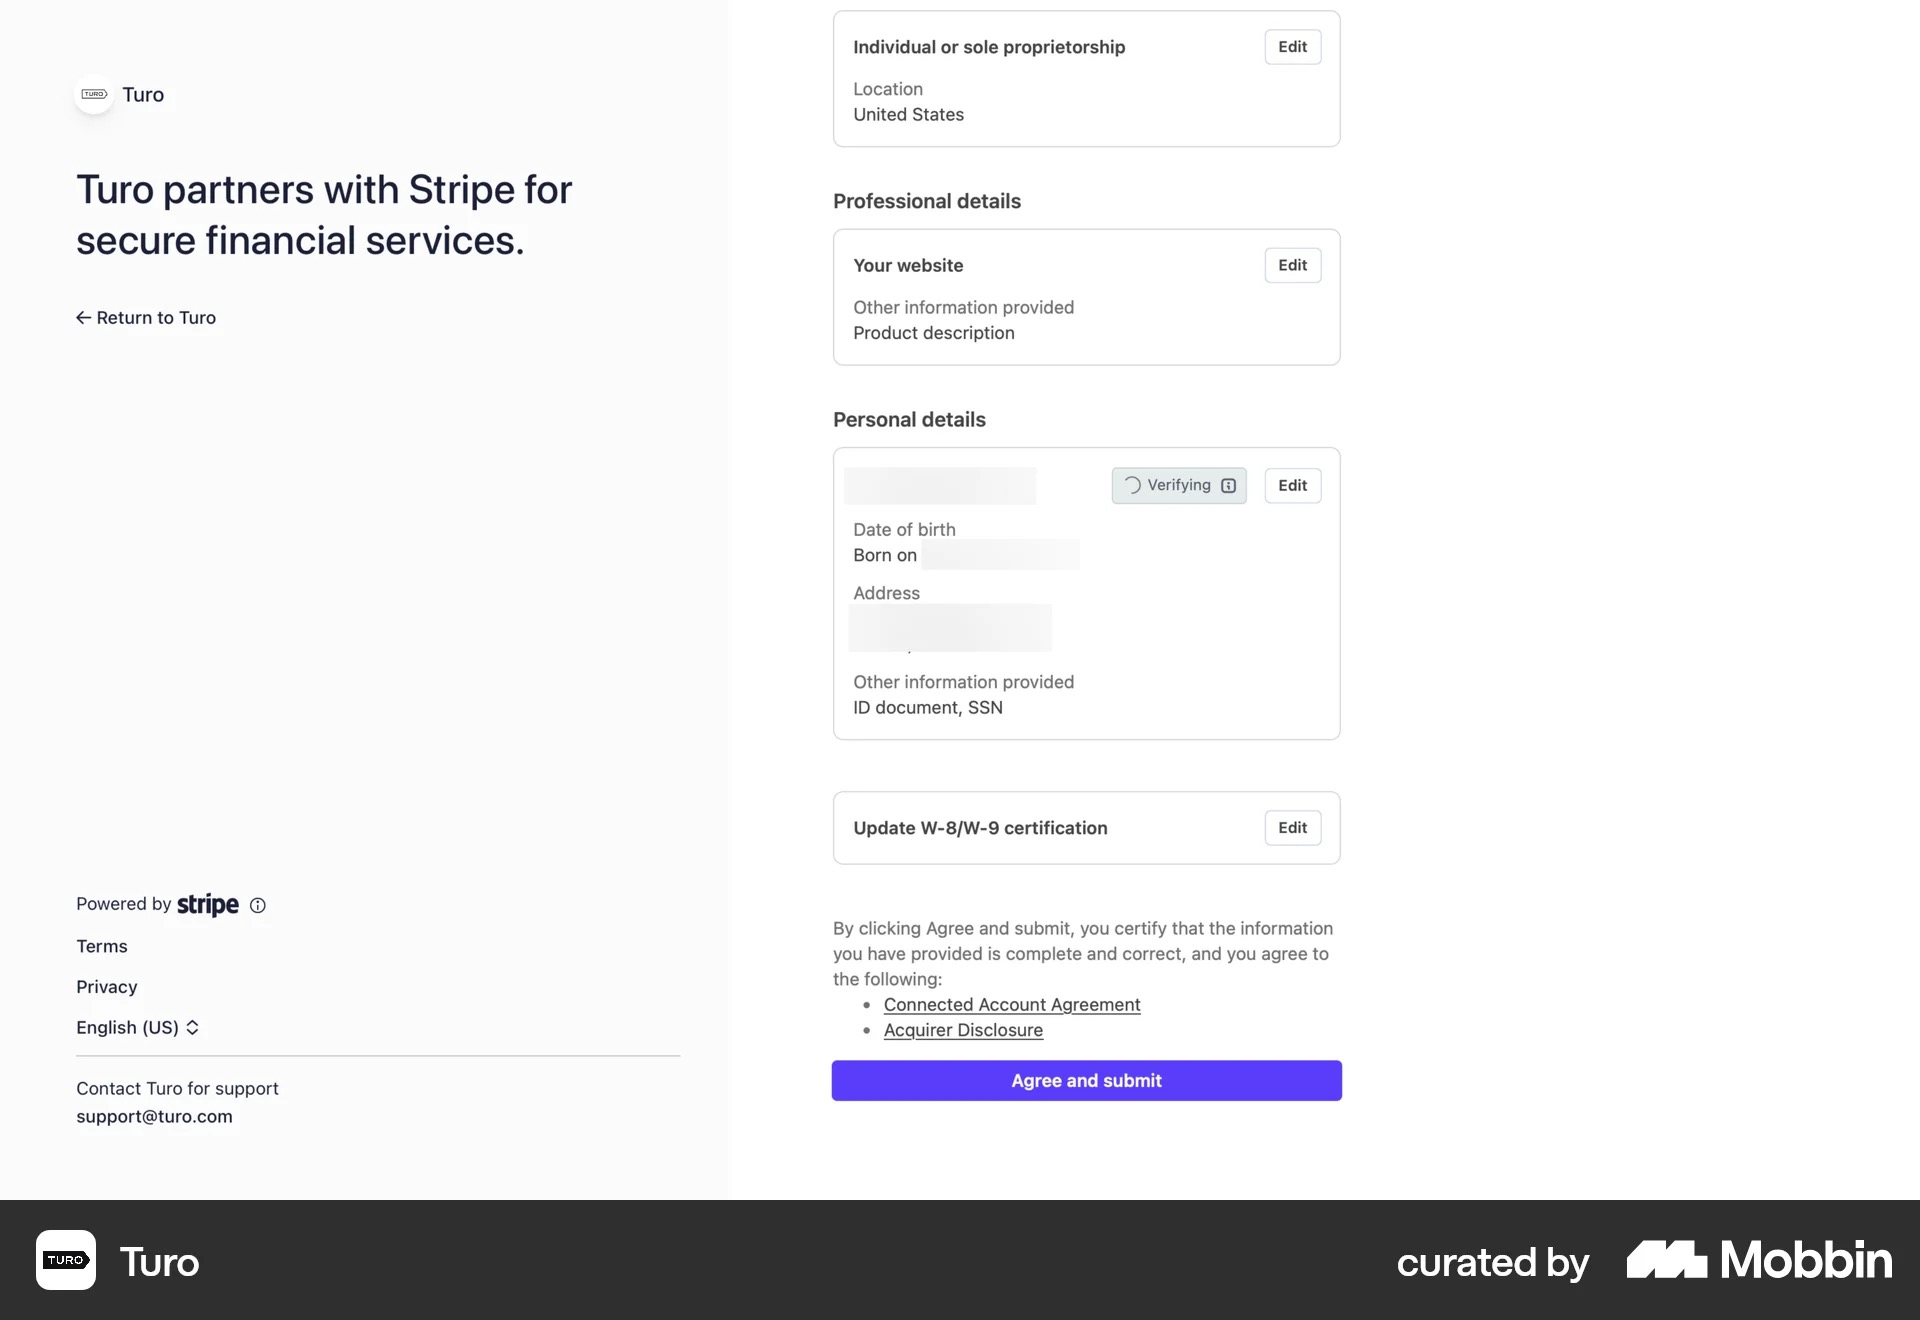 TURO
Turo
Turo partners with Stripe for
secure financial services.
Return to Turo
Powered by stripe
Terms
Privacy
English (US)
Contact Turo for support
support@turo.com
Individual or sole proprietorship
Edit
Location
United States
Professional details
Your website
Edit
Other information provided
Product description
Personal details
Verifying
Edit
Date of birth
Born on
Address
Other information provided
ID document, SSN
Update W-8/W-9 certification
Edit
By clicking Agree and submit, you certify that the information
you have provided is complete and correct, and you agree to
the following:
• Connected Account Agreement
• Acquirer Disclosure
Agree and submit
TURO
Turo
curated by
Mobbin